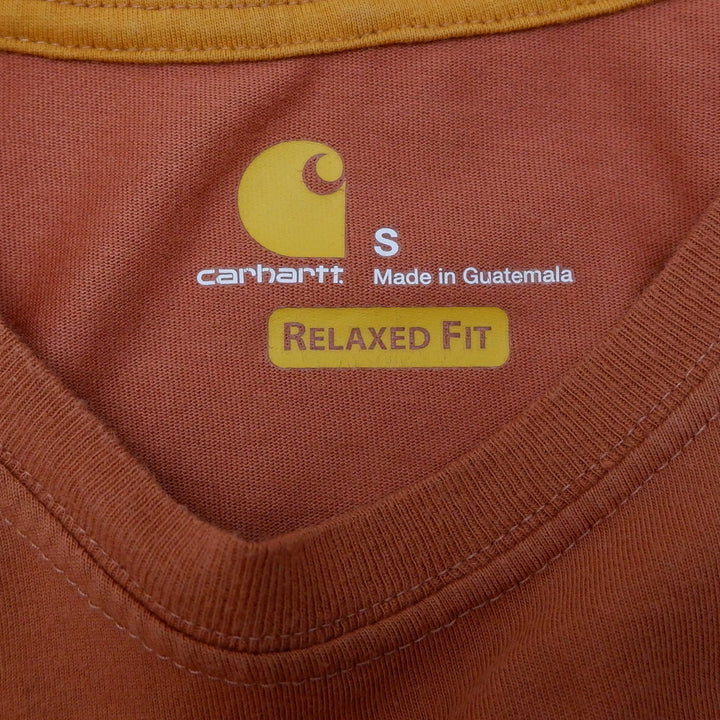 S
carhartt Made in Guatemala
RELAXED FIT